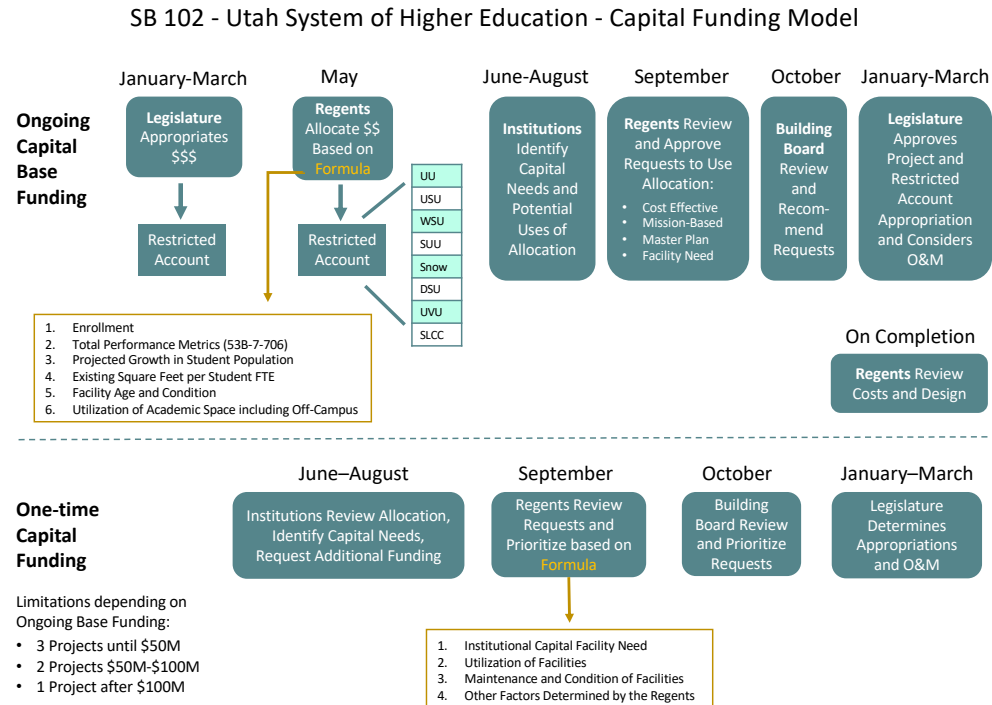 SB 102 - Utah System of Higher Education - Capital Funding Model
Ongoing
Capital
Base
Funding
January-March
Legislature
Appropriates
$$$
Restricted
Account
May
Regents
Allocate $$
Based on
Formula
Restricted
Account
UU
USU
WSU
SUU
Snow
DSU
UVU
SLCC
1. Enrollment
2. Total Performance Metrics (53B-7-706)
3. Projected Growth in Student Population
4. Existing Square Feet per Student FTE
5. Facility Age and Condition
6. Utilization of Academic Space including Off-Campus
June-August
Institutions
Identify
Capital
Needs and
Potential
Uses of
Allocation
September
Regents Review
and Approve
Requests to Use
Allocation:
• Cost Effective
• Mission-Based
• Master Plan
• Facility Need
October
Building
Board
Review
and
Recom-
mend
Requests
January-March
Legislature
Approves
Project and
Restricted
Account
Appropriation
and Considers
O&M
On Completion
Regents Review
Costs and Design
One-time
Capital
Funding
Limitations depending on
Ongoing Base Funding:
• 3 Projects until $50M
• 2 Projects $50M-$100M
• 1 Project after $100M
June–August
Institutions Review Allocation,
Identify Capital Needs,
Request Additional Funding
September
Regents Review
Requests and
Prioritize based on
Formula
1. Institutional Capital Facility Need
2. Utilization of Facilities
3. Maintenance and Condition of Facilities
4. Other Factors Determined by the Regents
October
Building
Board Review
and Prioritize
Requests
January–March
Legislature
Determines
Appropriations
and O&M